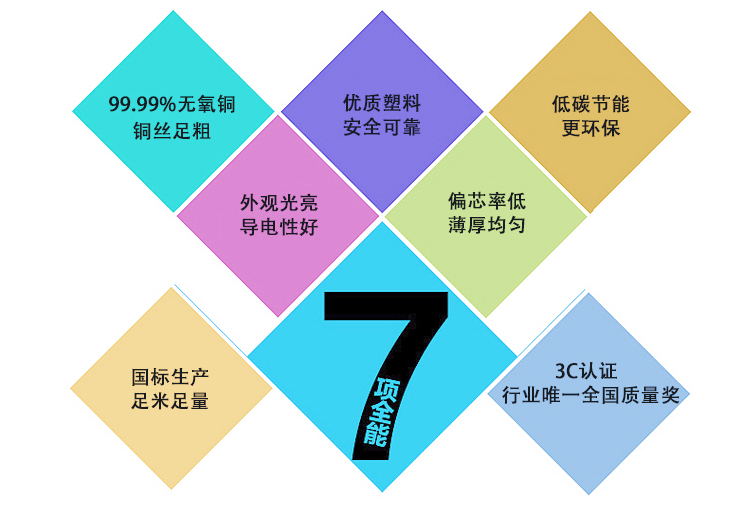 99.99%无氧铜
铜丝足粗
优质塑料
安全可靠
低碳节能
更环保
外观光亮
导电性好
偏芯率低
薄厚均匀
7
项全能
国标生产
足米足量
3C认证
行业唯一全国质量奖